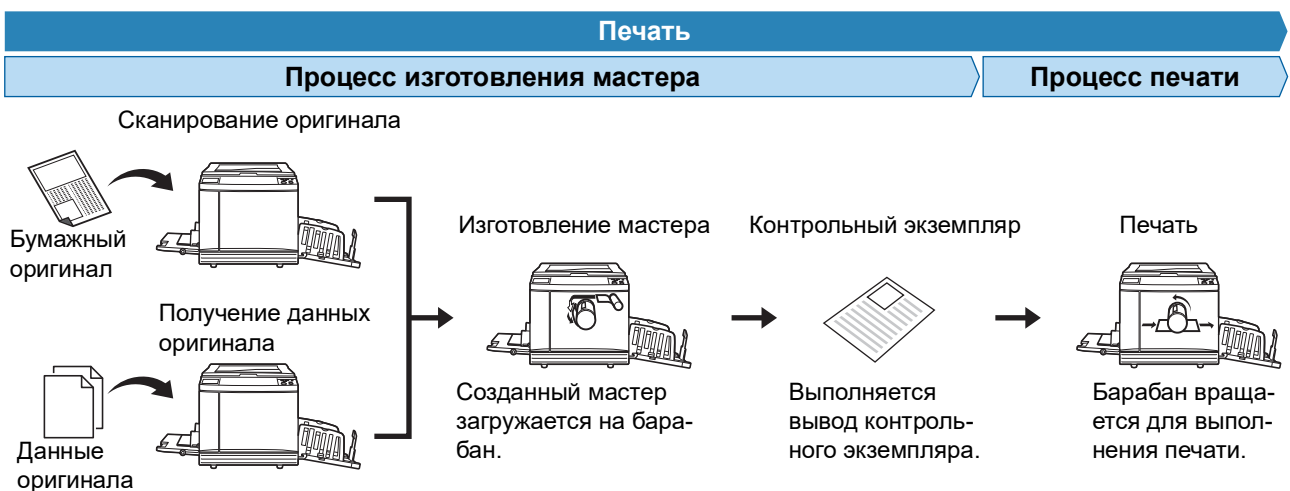 Печать
Процесс изготовления мастера
Процесс печати
Сканирование оригинала
Бумажный
оригинал
Получение данных
оригинала
Данные
оригинала
Изготовление мастера
Созданный мастер
загружается на бара-
бан.
Контрольный экземпляр
Выполняется
вывод контроль-
ного экземпляра.
Печать
Барабан враща-
ется для выпол-
нения печати.